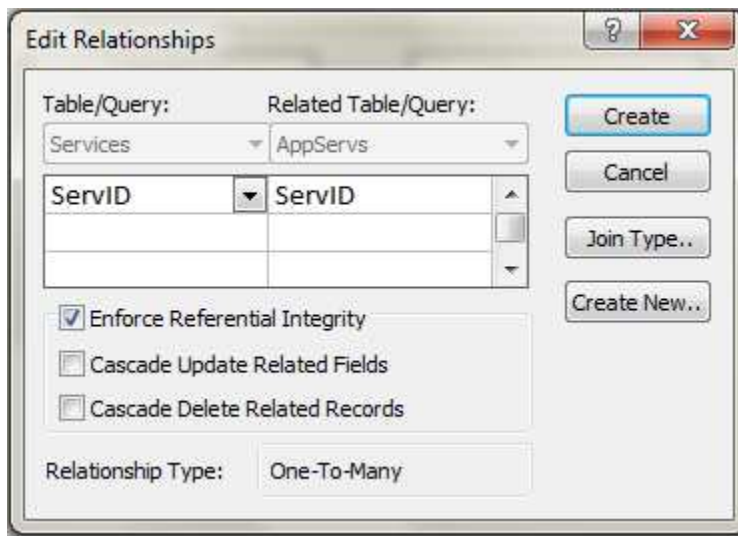 Edit Relationships
Table/Query: Related Table/Query:
Services AppServs
ServID ServID
Enforce Referential Integrity
Cascade Update Related Fields
Cascade Delete Related Records
Relationship Type: One-To-Many
Create
Cancel
Join Type..
Create New..